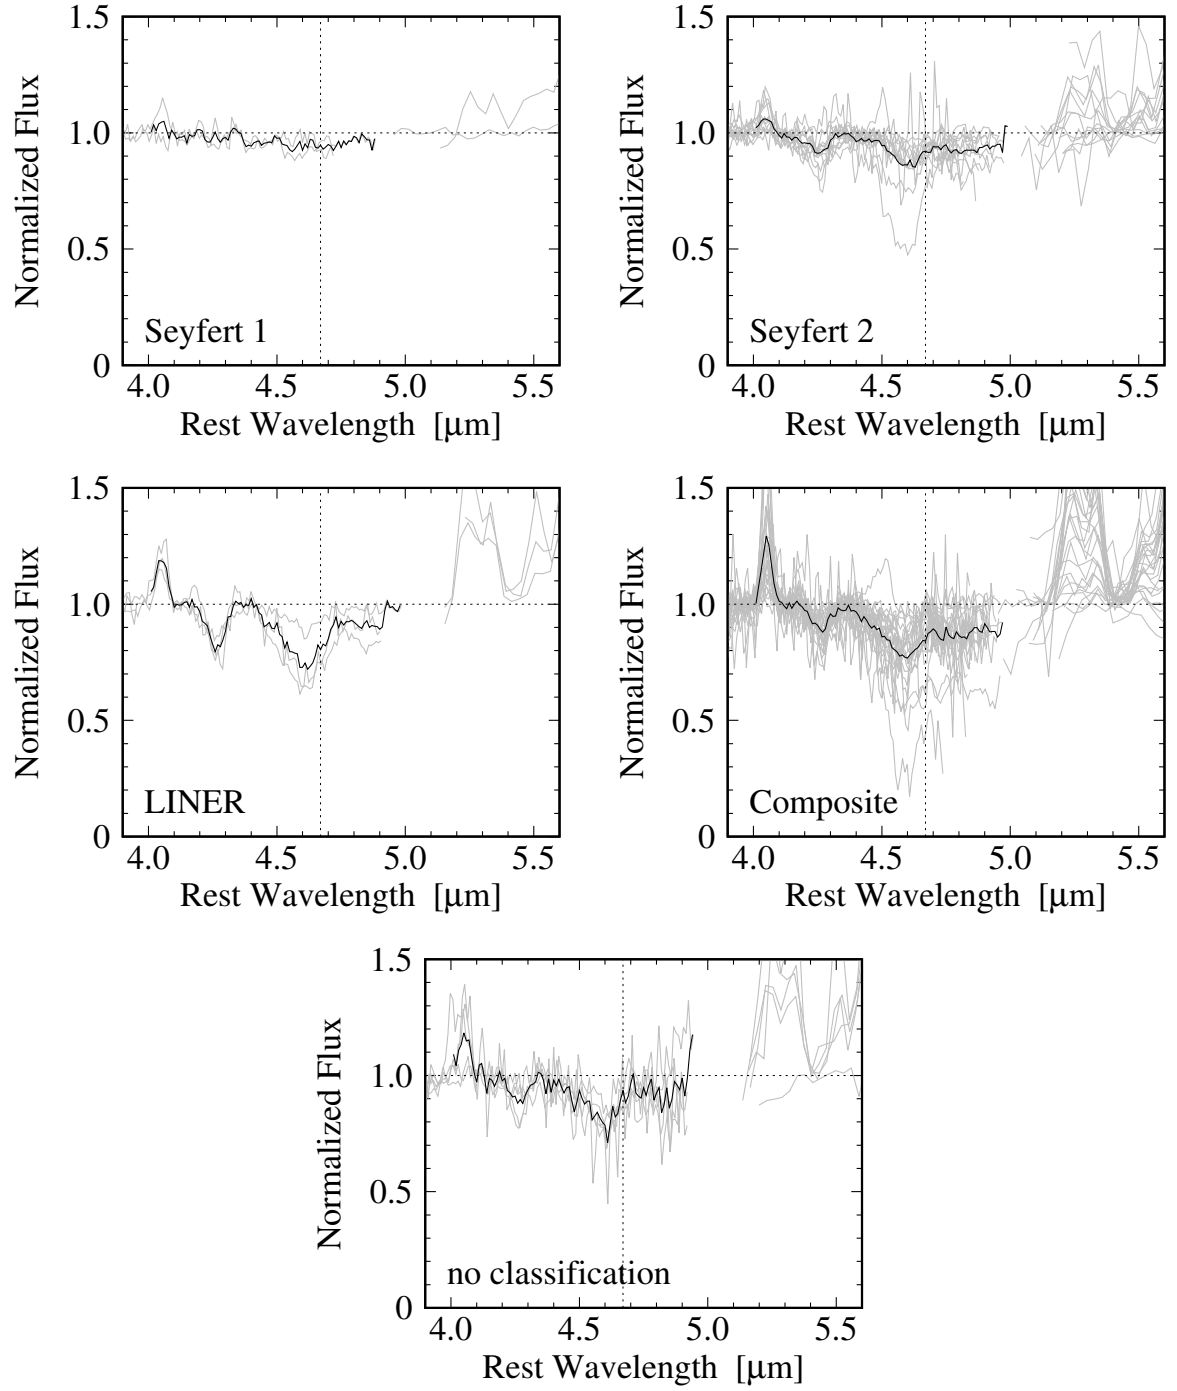 1.5
1.0
0.5
0
Normalized Flux
Seyfert 1
4.0 4.5 5.0 5.5
Rest Wavelength [μm]
1.5
1.0
0.5
0
Normalized Flux
Seyfert 2
4.0 4.5 5.0 5.5
Rest Wavelength [μm]
1.5
1.0
0.5
0
Normalized Flux
LINER
4.0 4.5 5.0 5.5
Rest Wavelength [μm]
1.5
1.0
0.5
0
Normalized Flux
Composite
4.0 4.5 5.0 5.5
Rest Wavelength [μm]
1.5
1.0
0.5
0
Normalized Flux
no classification
4.0 4.5 5.0 5.5
Rest Wavelength [μm]